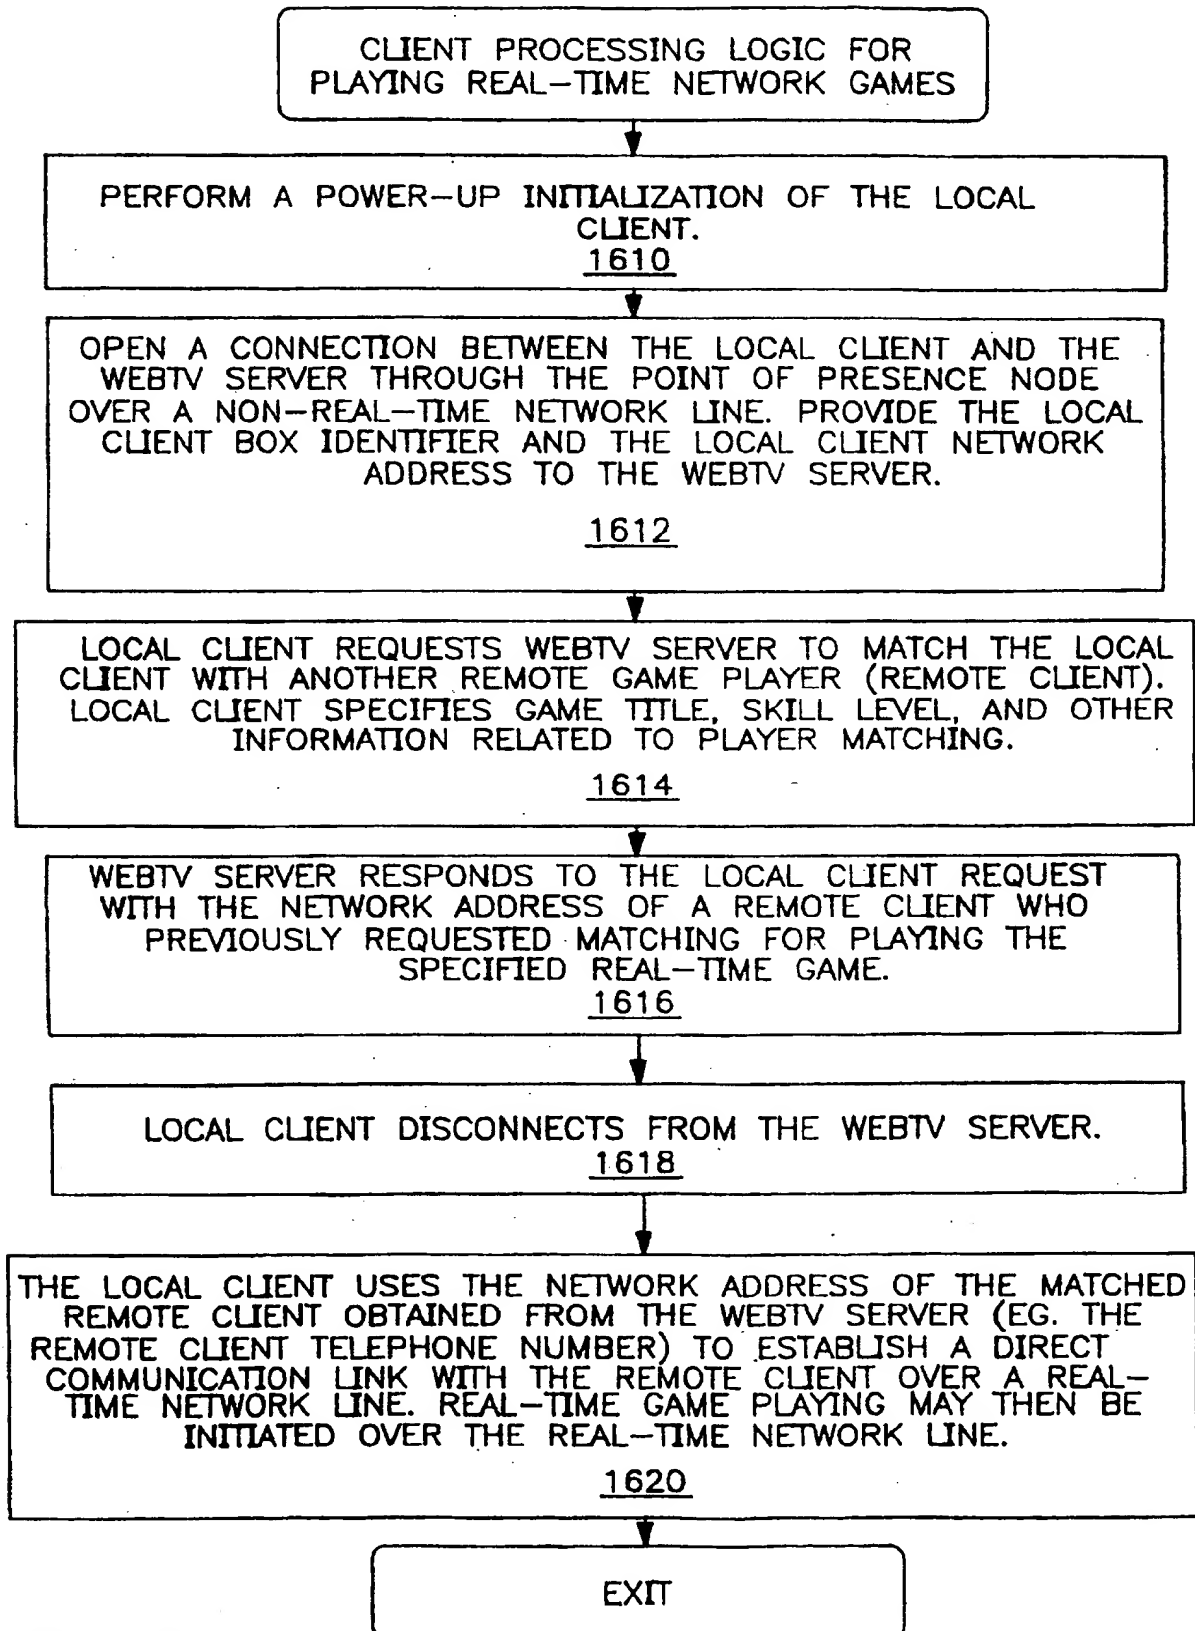 CLIENT PROCESSING LOGIC FOR
PLAYING REAL-TIME NETWORK GAMES
PERFORM A POWER-UP INITIALIZATION OF THE LOCAL
CLIENT.
1610
OPEN A CONNECTION BETWEEN THE LOCAL CLIENT AND THE
WEBTV SERVER THROUGH THE POINT OF PRESENCE NODE
OVER A NON-REAL-TIME NETWORK LINE. PROVIDE THE LOCAL
CLIENT BOX IDENTIFIER AND THE LOCAL CLIENT NETWORK
ADDRESS TO THE WEBTV SERVER.
1612
LOCAL CLIENT REQUESTS WEBTV SERVER TO MATCH THE LOCAL
CLIENT WITH ANOTHER REMOTE GAME PLAYER (REMOTE CLIENT).
LOCAL CLIENT SPECIFIES GAME TITLE, SKILL LEVEL, AND OTHER
INFORMATION RELATED TO PLAYER MATCHING.
1614
WEBTV SERVER RESPONDS TO THE LOCAL CLIENT REQUEST
WITH THE NETWORK ADDRESS OF A REMOTE CLIENT WHO
PREVIOUSLY REQUESTED MATCHING FOR PLAYING THE
SPECIFIED REAL-TIME GAME.
1616
LOCAL CLIENT DISCONNECTS FROM THE WEBTV SERVER.
1618
THE LOCAL CLIENT USES THE NETWORK ADDRESS OF THE MATCHED
REMOTE CLIENT OBTAINED FROM THE WEBTV SERVER (EG. THE
REMOTE CLIENT TELEPHONE NUMBER) TO ESTABLISH A DIRECT
COMMUNICATION LINK WITH THE REMOTE CLIENT OVER A REAL-
TIME NETWORK LINE. REAL-TIME GAME PLAYING MAY THEN BE
INITIATED OVER THE REAL-TIME NETWORK LINE.
1620
EXIT